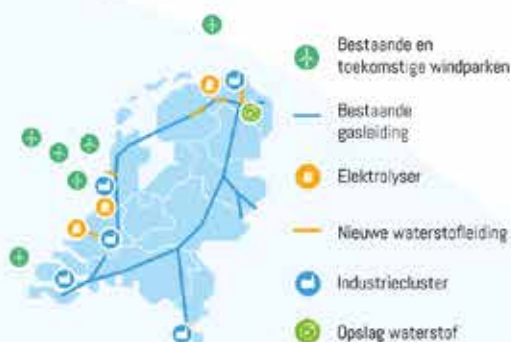 Bestaande en
toekomstige windparken
Bestaande
gasleiding
Elektrolyser
Nieuwe waterstofleiding
Industriecluster
Opslag waterstof